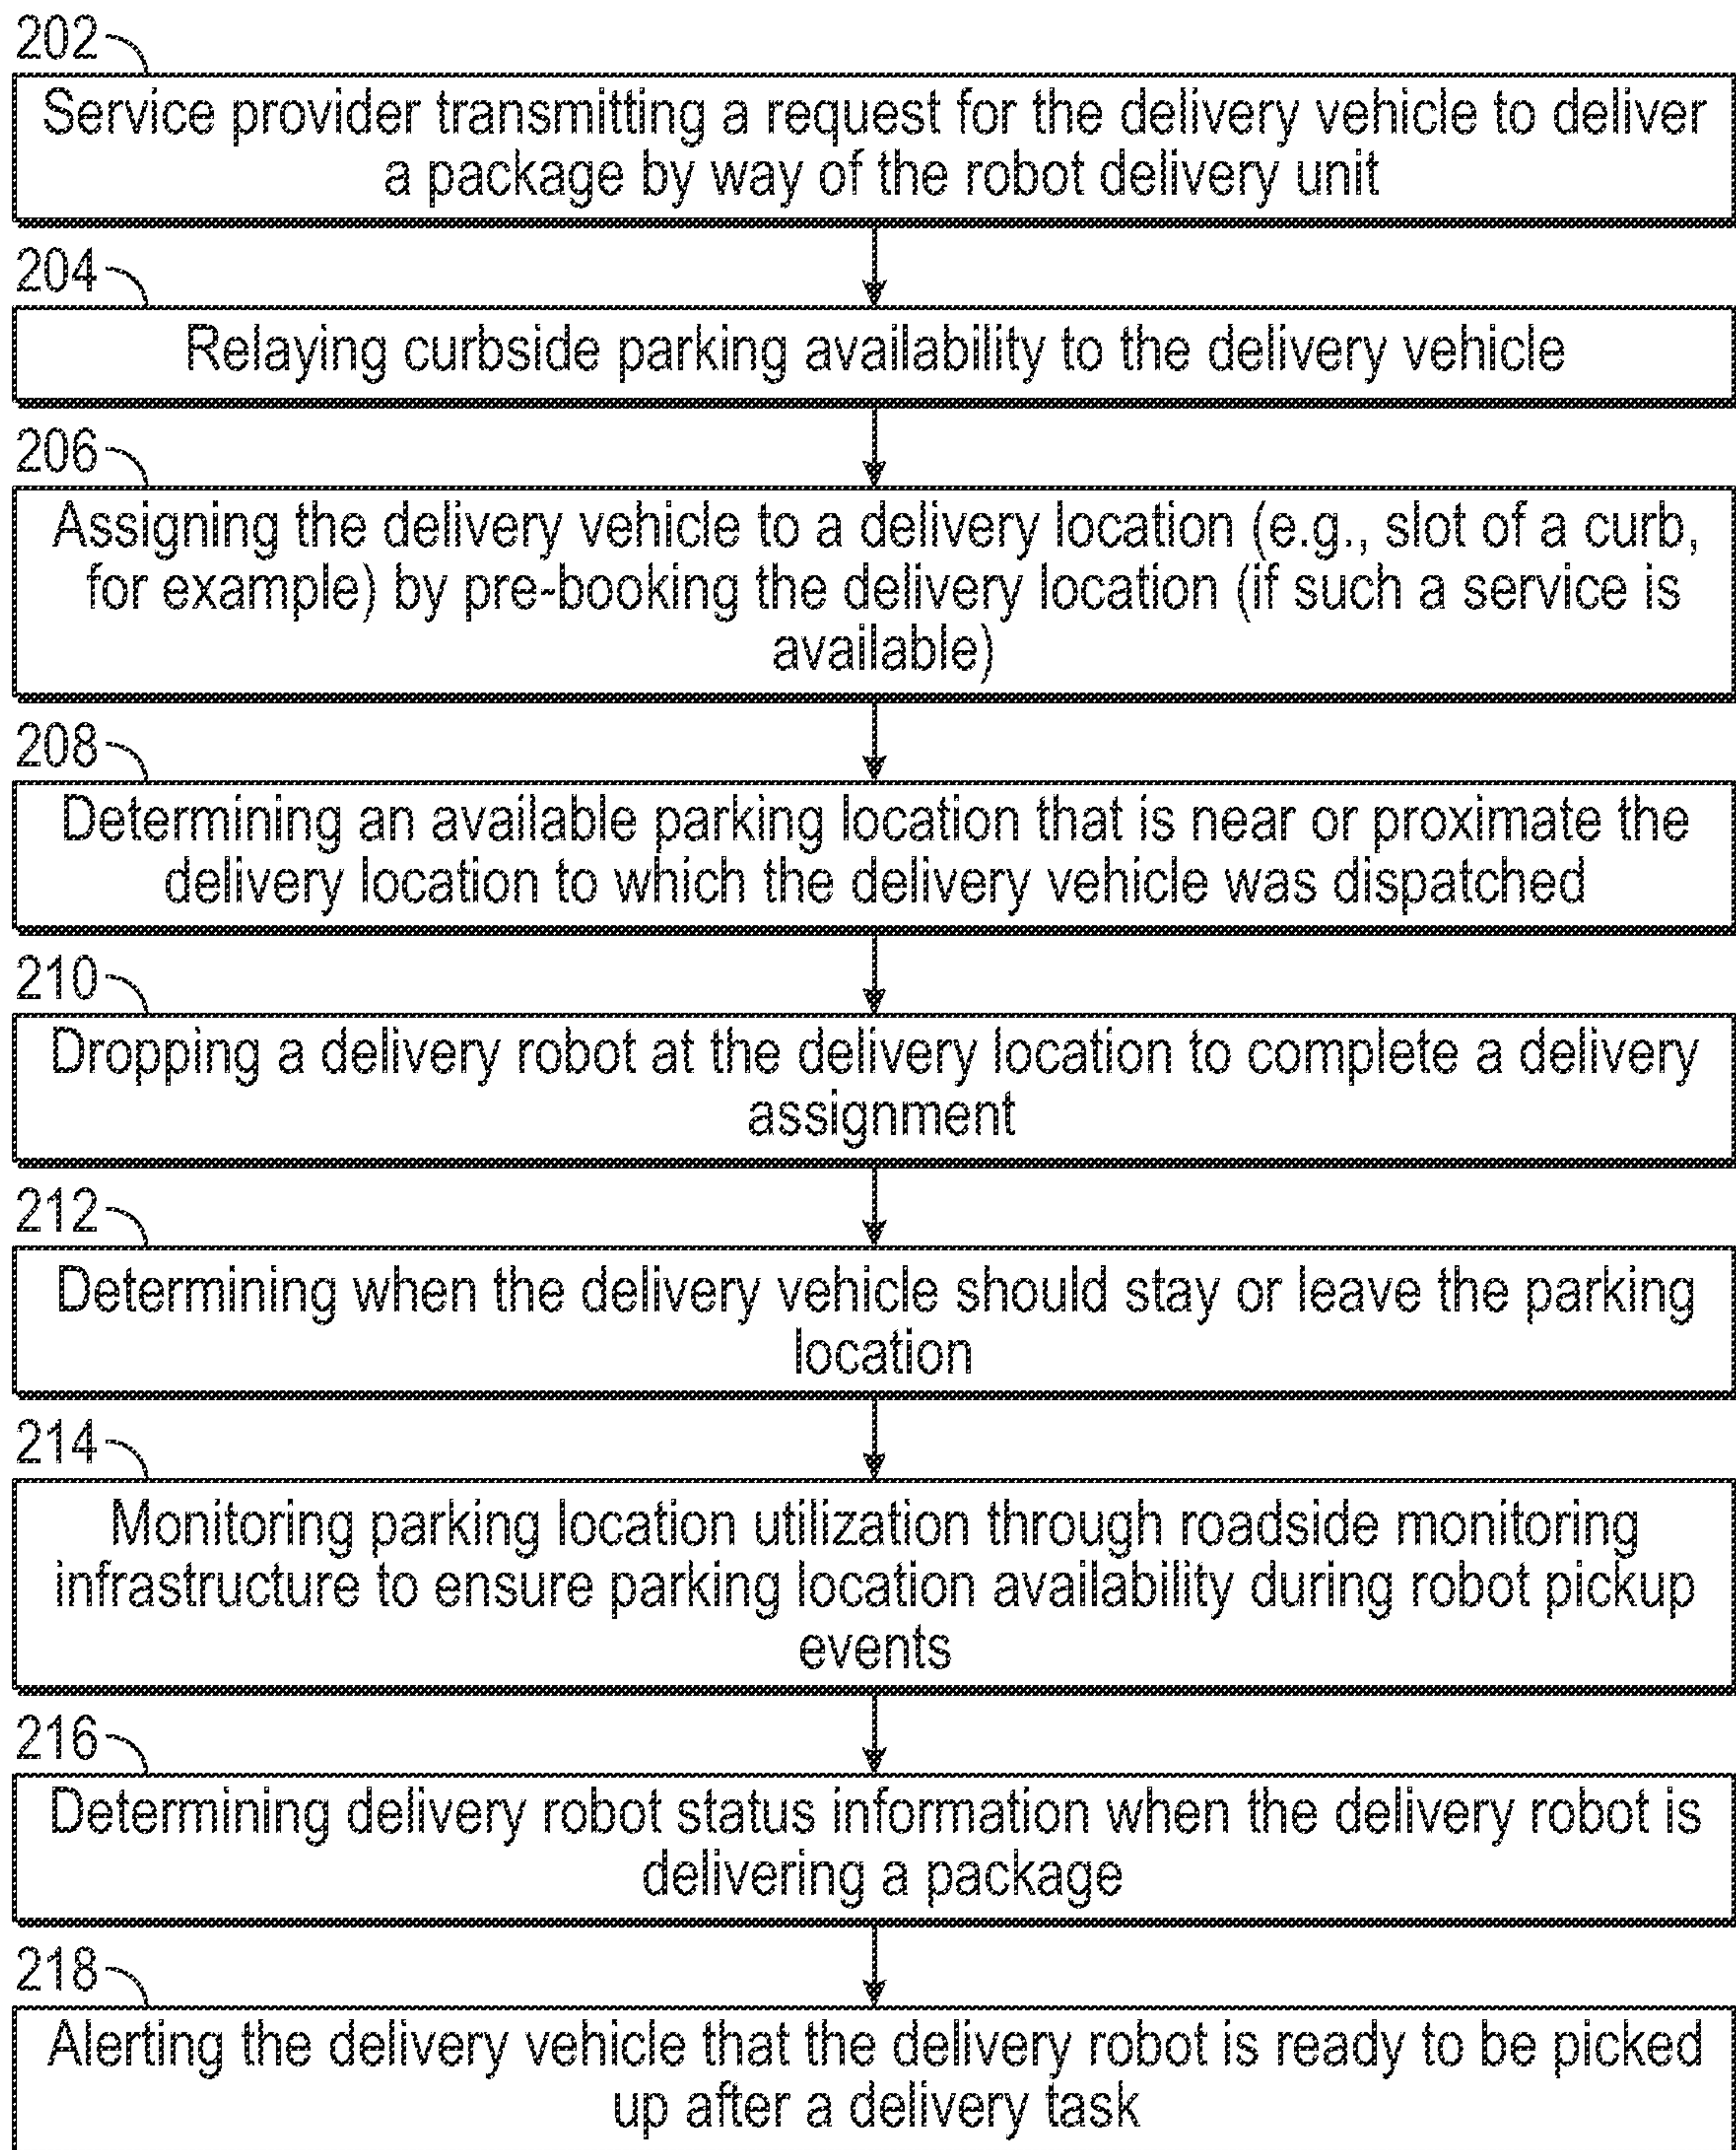 202
Service provider transmitting a request for the delivery vehicle to deliver
a package by way of the robot delivery unit
204
Relaying curbside parking availability to the delivery vehicle
206
Assigning the delivery vehicle to a delivery location (e.g., slot of a curb,
for example) by pre-booking the delivery location (if such a service is
available)
208
Determining an available parking location that is near or proximate the
delivery location to which the delivery vehicle was dispatched
210
Dropping a delivery robot at the delivery location to complete a delivery
assignment
212
Determining when the delivery vehicle should stay or leave the parking
location
214
Monitoring parking location utilization through roadside monitoring
infrastructure to ensure parking location availability during robot pickup
events
216
Determining delivery robot status information when the delivery robot is
delivering a package
218
Alerting the delivery vehicle that the delivery robot is ready to be picked
up after a delivery task